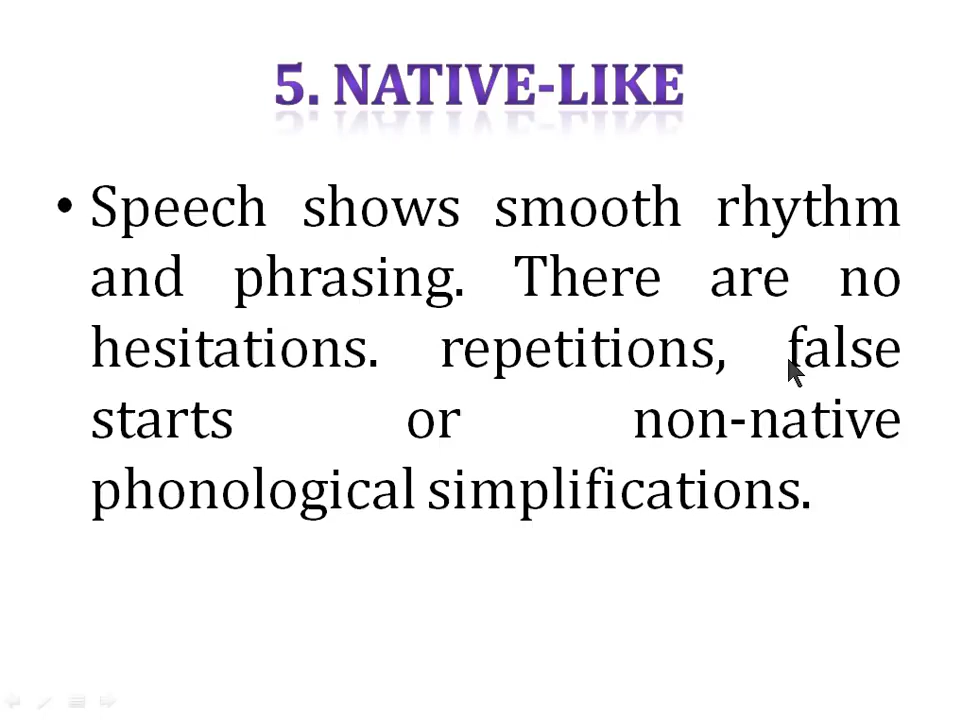 5. NATIVE-LIKE
• Speech shows smooth rhythm
and phrasing. There are no
hesitations. repetitions, false
starts or non-native
phonological simplifications.